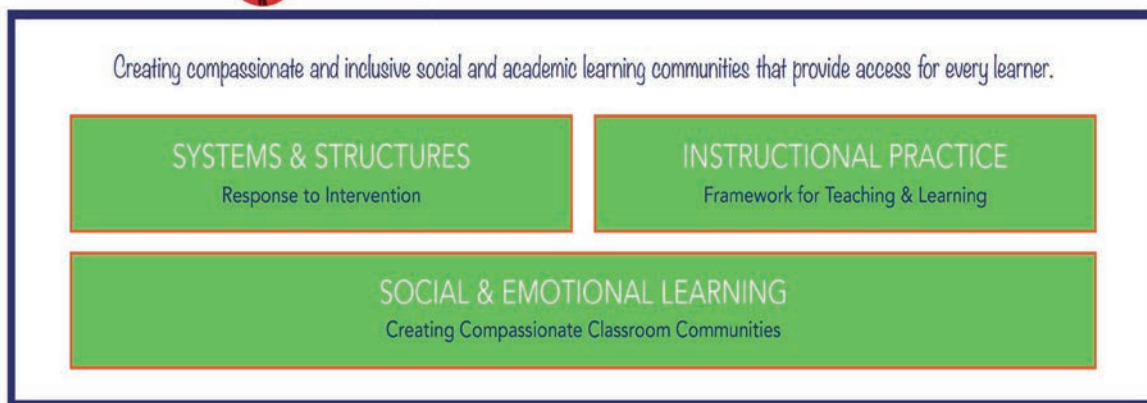 Creating compassionate and inclusive social and academic learning communities that provide access for every learner.
SYSTEMS & STRUCTURES
Response to Intervention
INSTRUCTIONAL PRACTICE
Framework for Teaching & Learning
SOCIAL & EMOTIONAL LEARNING
Creating Compassionate Classroom Communities